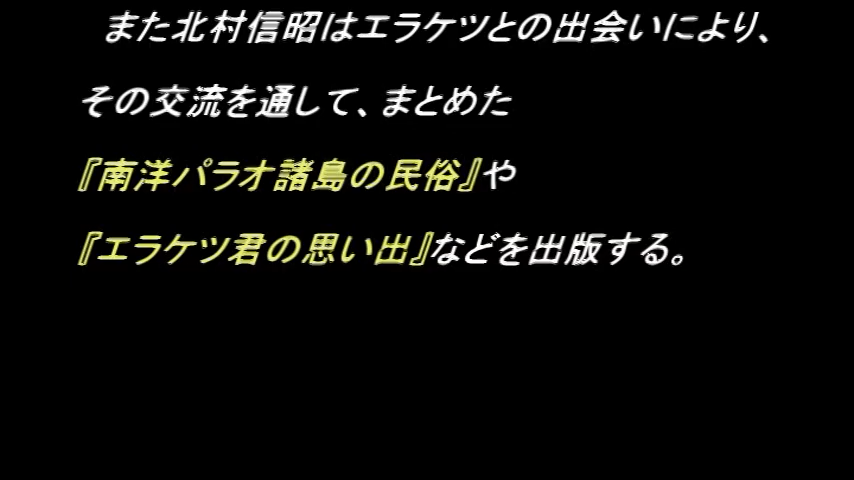 また北村信昭はエラケツとの出会いにより、
その交流を通して、まとめた
『南洋パラオ諸島の民俗』や
『エラケツ君の思い出』などを出版する。